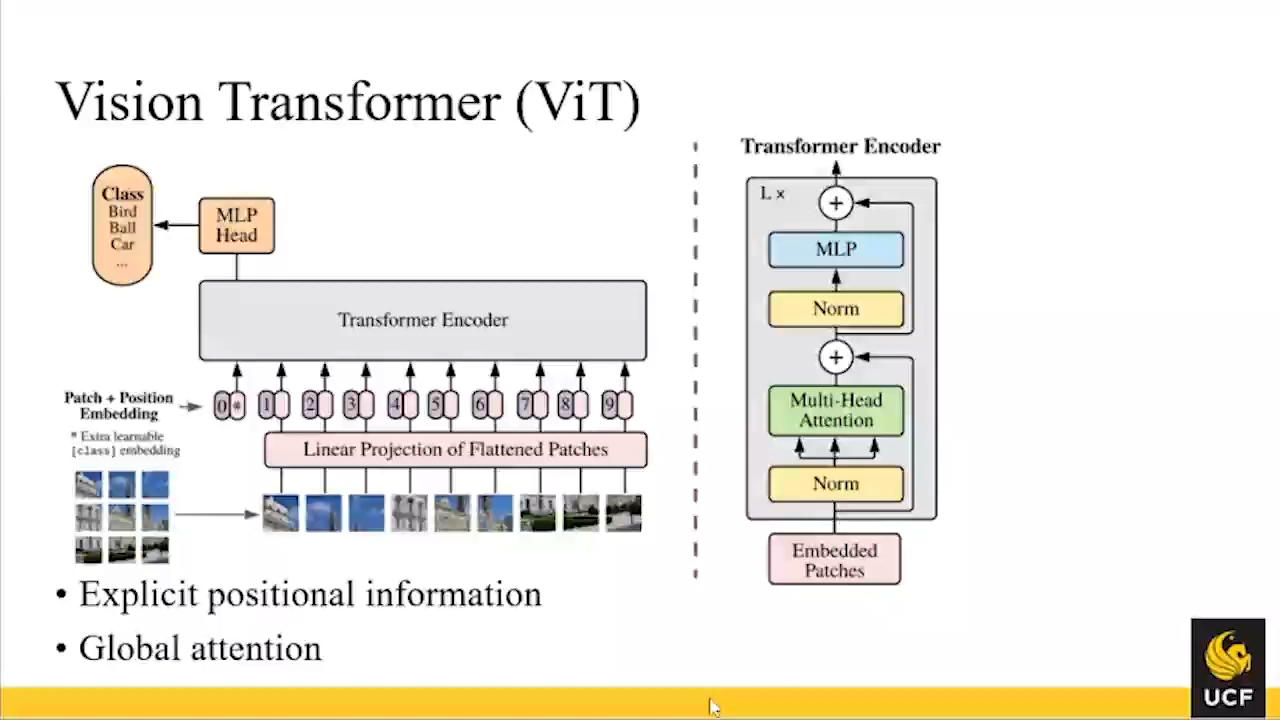 Vision Transformer (ViT)
Class
Bird
Ball
Car
...
MLP
Head
Transformer Encoder
Patch + Position
Embedding
* Extra learnable
[class] embedding
0 * 1 2 3 4 5 6 7 8 9
Linear Projection of Flattened Patches
Transformer Encoder
L ×
+
MLP
Norm
+
Multi-Head
Attention
Norm
Embedded
Patches
• Explicit positional information
• Global attention
UCF